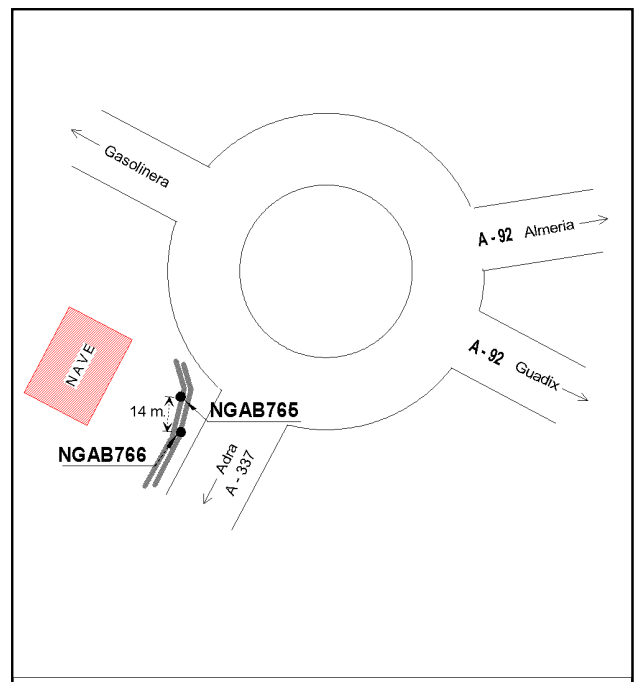 Gasolinera
A - 92 Almeria
A - 92 Guadix
NAVE
14 m.
NGAB765
NGAB766
Adra
A - 337